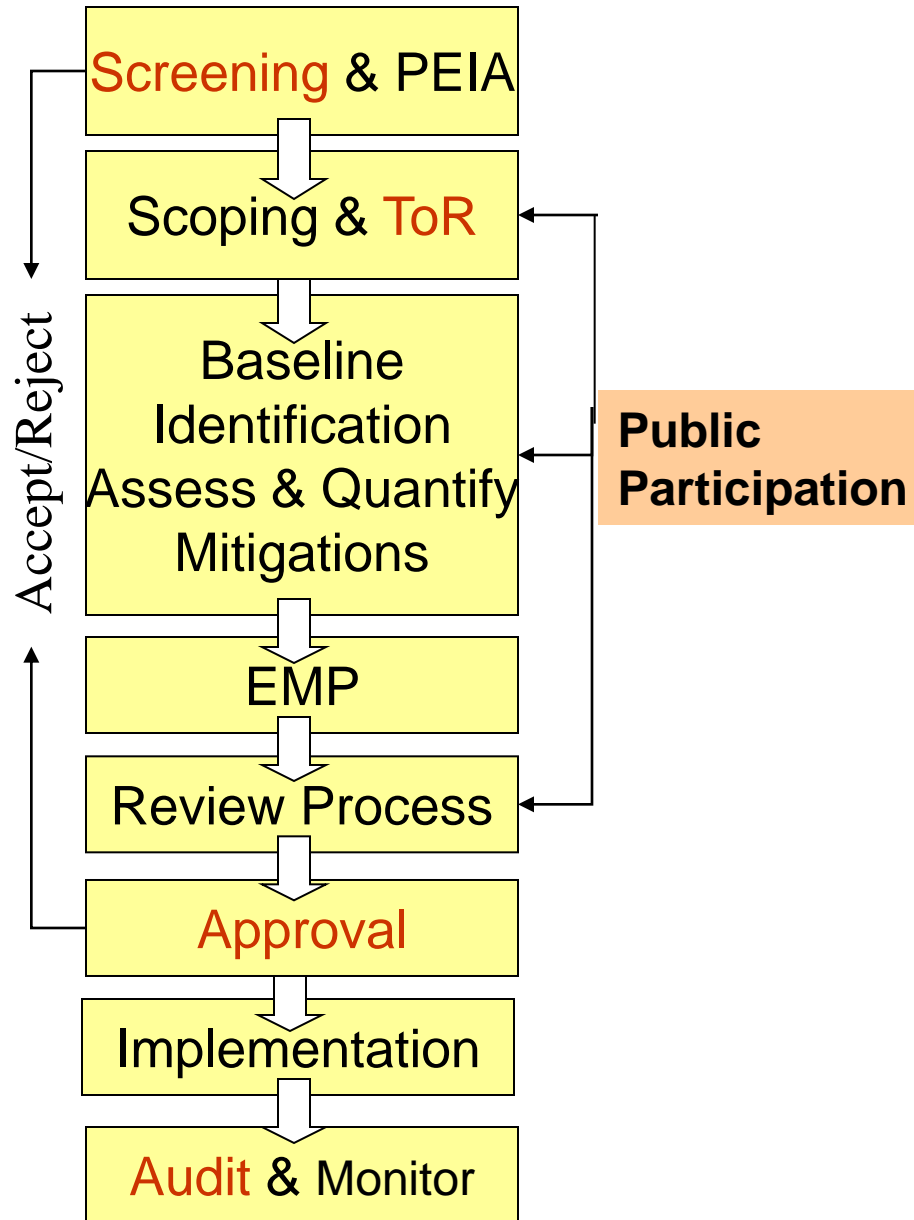 Screening & PEIA
Scoping & ToR
Baseline
Identification
Assess & Quantify
Mitigations
EMP
Review Process
Approval
Implementation
Audit & Monitor
Accept/Reject
Public
Participation